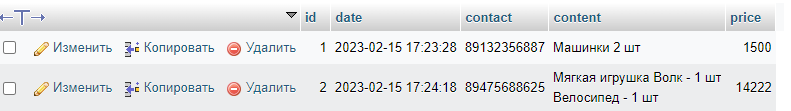 id date contact content price
Изменить Копировать Удалить 1 2023-02-15 17:23:28 89132356887 Машинки 2 шт 1500
Изменить Копировать Удалить 2 2023-02-15 17:24:18 89475688625 Мягкая игрушка Волк - 1 шт 14222
Велосипед - 1 шт